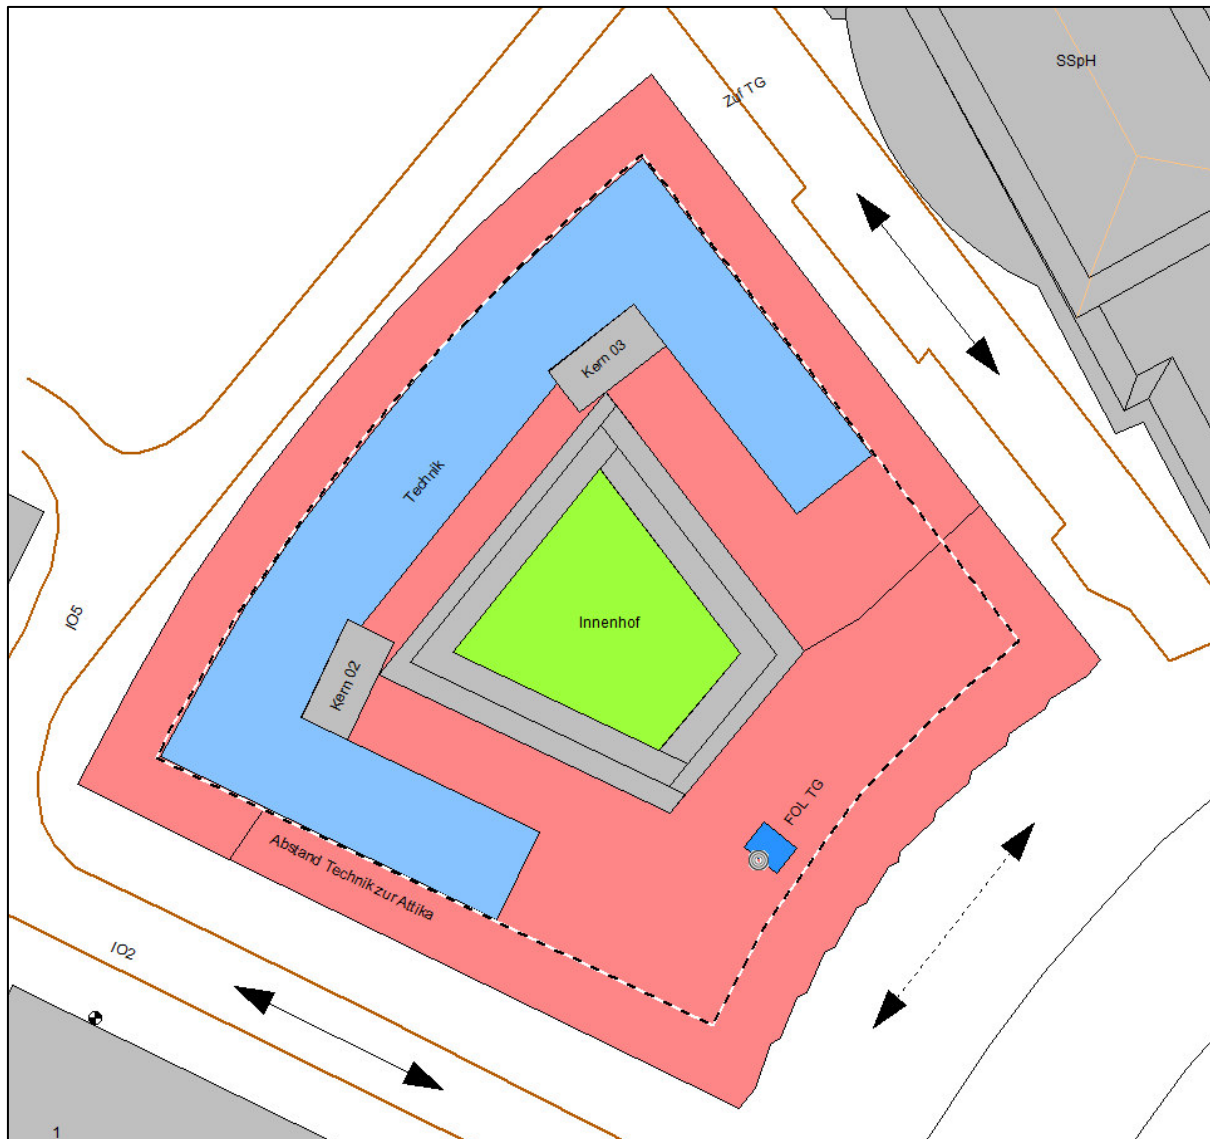 SSpH
Zuf TG
Kern 03
Technik
IO5
Innenhof
Kern 02
FOL TG
Abstand Technik zur Attika
IO2
1